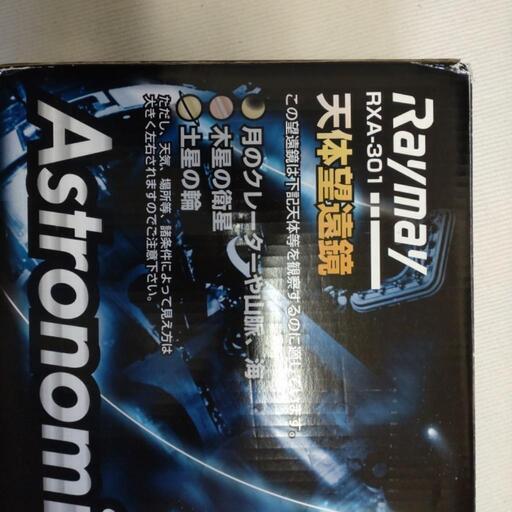 Raymay
RXA-301
天体望遠鏡
この望遠鏡は下記天体等を観察するのに適しています。
月のクレーターや山脈、海
木星の衛星
土星の輪
ただし、天気、場所等、諸条件によって見え方は
大きく左右されますのでご注意下さい。
Astronomi